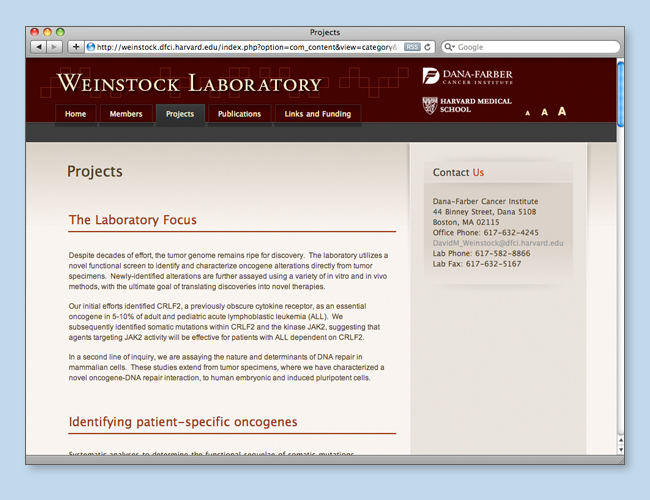 Projects
http://weinstock.dfci.harvard.edu/index.php?option=com_content&view=category&
RSS
Google
WEINSTOCK LABORATORY
DANA-FARBER
CANCER INSTITUTE
HARVARD MEDICAL
SCHOOL
Home
Members
Projects
Publications
Links and Funding
A A A
Projects
The Laboratory Focus
Despite decades of effort, the tumor genome remains ripe for discovery. The laboratory utilizes a
novel functional screen to identify and characterize oncogene alterations directly from tumor
specimens. Newly-identified alterations are further assayed using a variety of in vitro and in vivo
methods, with the ultimate goal of translating discoveries into novel therapies.
Our initial efforts identified CRLF2, a previously obscure cytokine receptor, as an essential
oncogene in 5-10% of adult and pediatric acute lymphoblastic leukemia (ALL). We
subsequently identified somatic mutations within CRLF2 and the kinase JAK2, suggesting that
agents targeting JAK2 activity will be effective for patients with ALL dependent on CRLF2.
In a second line of inquiry, we are assaying the nature and determinants of DNA repair in
mammalian cells. These studies extend from tumor specimens, where we have characterized a
novel oncogene-DNA repair interaction, to human embryonic and induced pluripotent cells.
Identifying patient-specific oncogenes
Systematic analyses to determine the functional sequelae of somatic mutations
Contact Us
Dana-Farber Cancer Institute
44 Binney Street, Dana 510B
Boston, MA 02115
Office Phone: 617-632-4245
DavidM_Weinstock@dfci.harvard.edu
Lab Phone: 617-582-8866
Lab Fax: 617-632-5167